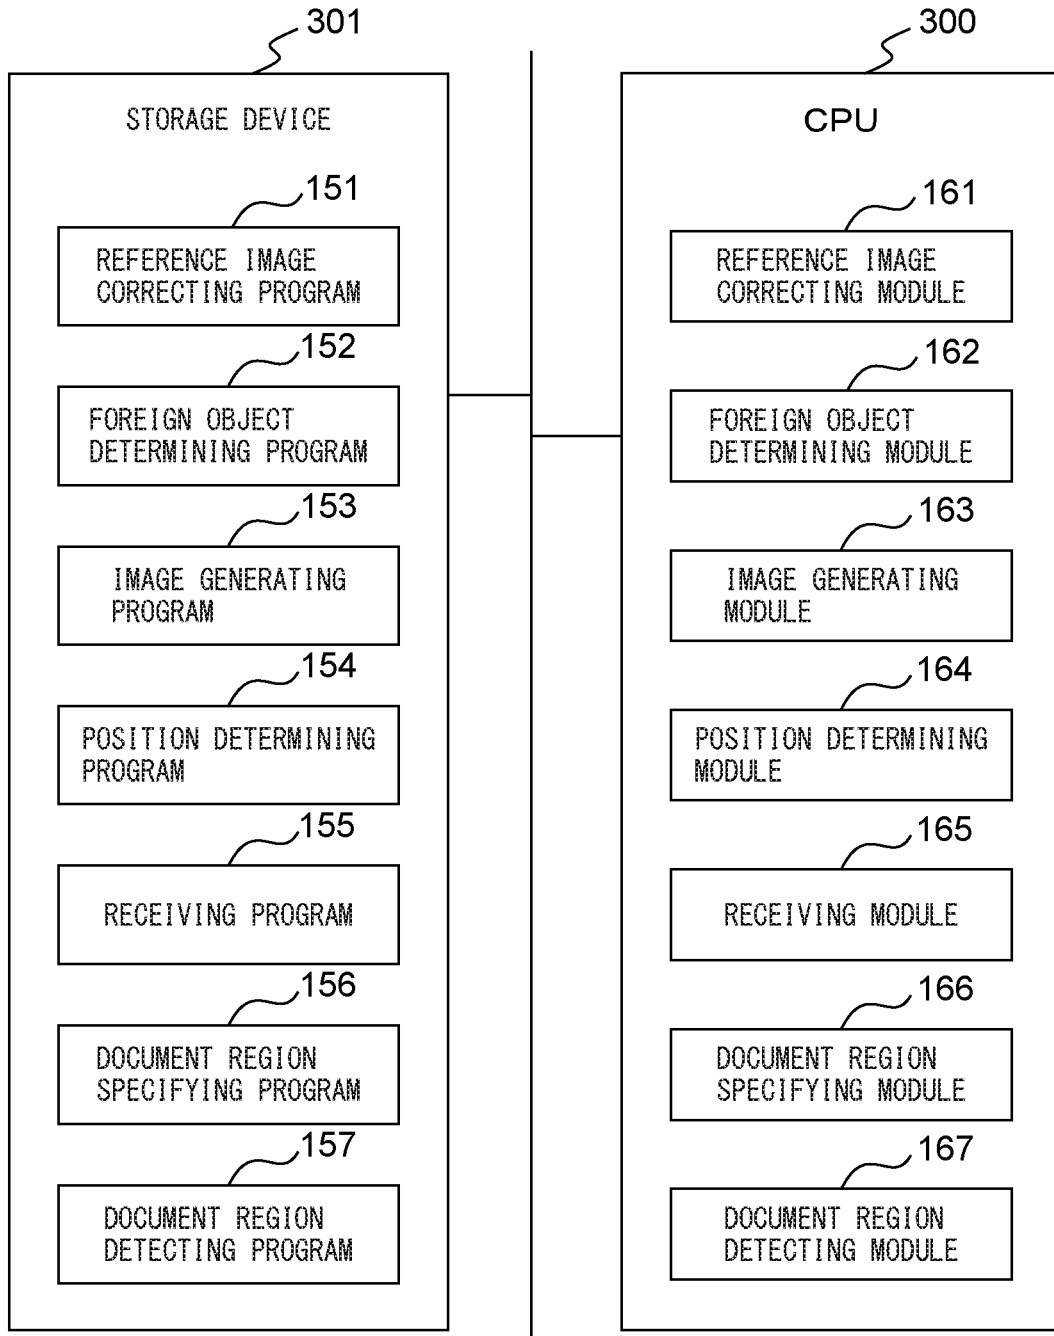 301
STORAGE DEVICE
151
REFERENCE IMAGE
CORRECTING PROGRAM
152
FOREIGN OBJECT
DETERMINING PROGRAM
153
IMAGE GENERATING
PROGRAM
154
POSITION DETERMINING
PROGRAM
155
RECEIVING PROGRAM
156
DOCUMENT REGION
SPECIFYING PROGRAM
157
DOCUMENT REGION
DETECTING PROGRAM
300
CPU
161
REFERENCE IMAGE
CORRECTING MODULE
162
FOREIGN OBJECT
DETERMINING MODULE
163
IMAGE GENERATING
MODULE
164
POSITION DETERMINING
MODULE
165
RECEIVING MODULE
166
DOCUMENT REGION
SPECIFYING MODULE
167
DOCUMENT REGION
DETECTING MODULE